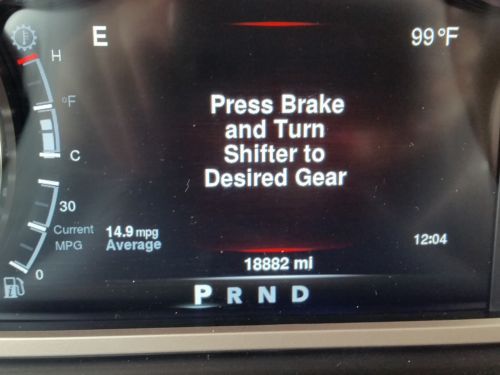 H
E
99°F
°F
Press Brake
and Turn
Shifter to
Desired Gear
C
30
Current 14.9 mpg
MPG Average
12:04
0
18882 mi
P R N D